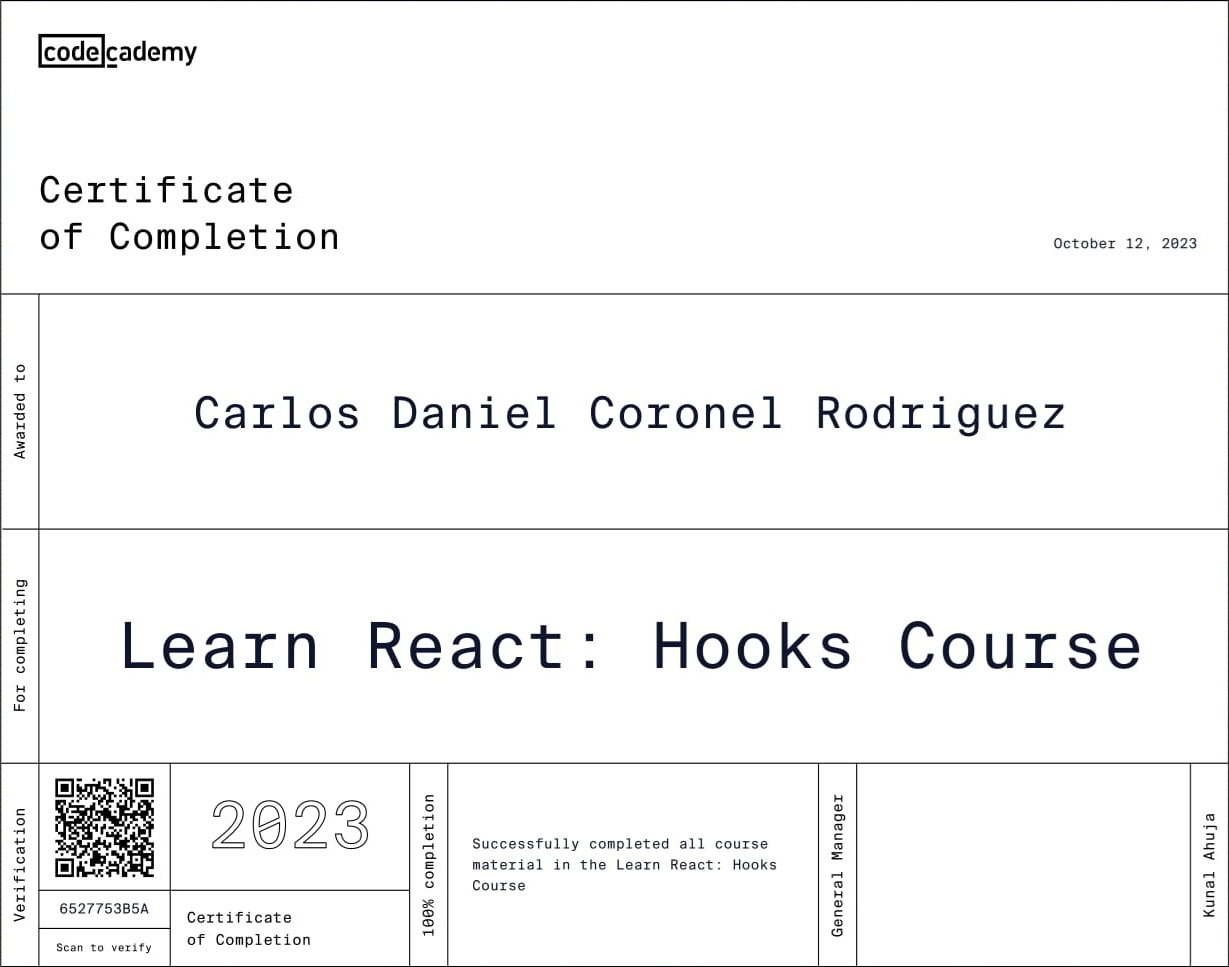 codecademy
Certificate
of Completion
October 12, 2023
Awarded to
Carlos Daniel Coronel Rodriguez
For completing
Learn React: Hooks Course
Verification
6527753B5A
Scan to verify
2023
Certificate
of Completion
100% completion
Successfully completed all course
material in the Learn React: Hooks
Course
General Manager
Kunal Ahuja